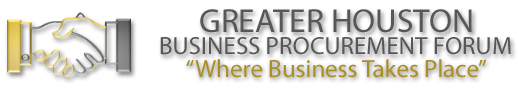 GREATER HOUSTON
BUSINESS PROCUREMENT FORUM
“Where Business Takes Place”